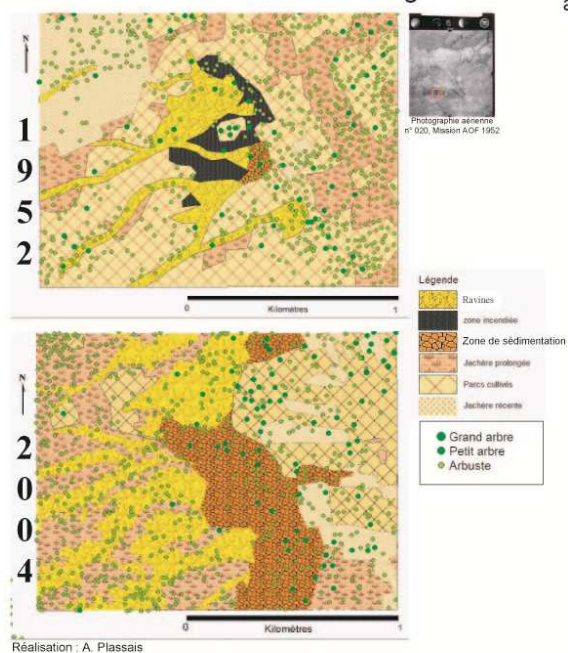 N
1
9
5
2
0 Kilomètres 1
Photographie aérienne
n° 020, Mission AOF 1952
Légende
Ravines
zone incendiée
Zone de sédimentation
Jachère prolongée
Parcs cultivés
Jachère récente
Grand arbre
Petit arbre
Arbuste
N
2
0
0
4
0 Kilomètres 1
Réalisation : A. Plassais